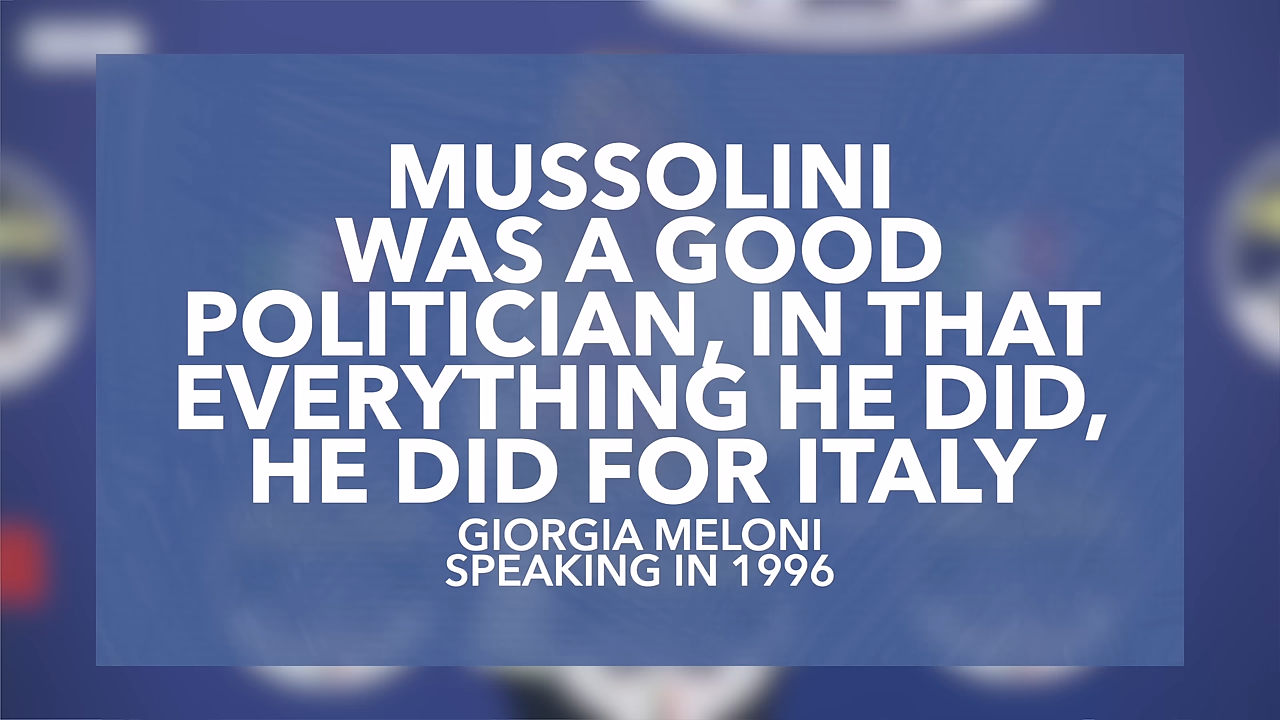 MUSSOLINI
WAS A GOOD
POLITICIAN, IN THAT
EVERYTHING HE DID,
HE DID FOR ITALY
GIORGIA MELONI
SPEAKING IN 1996